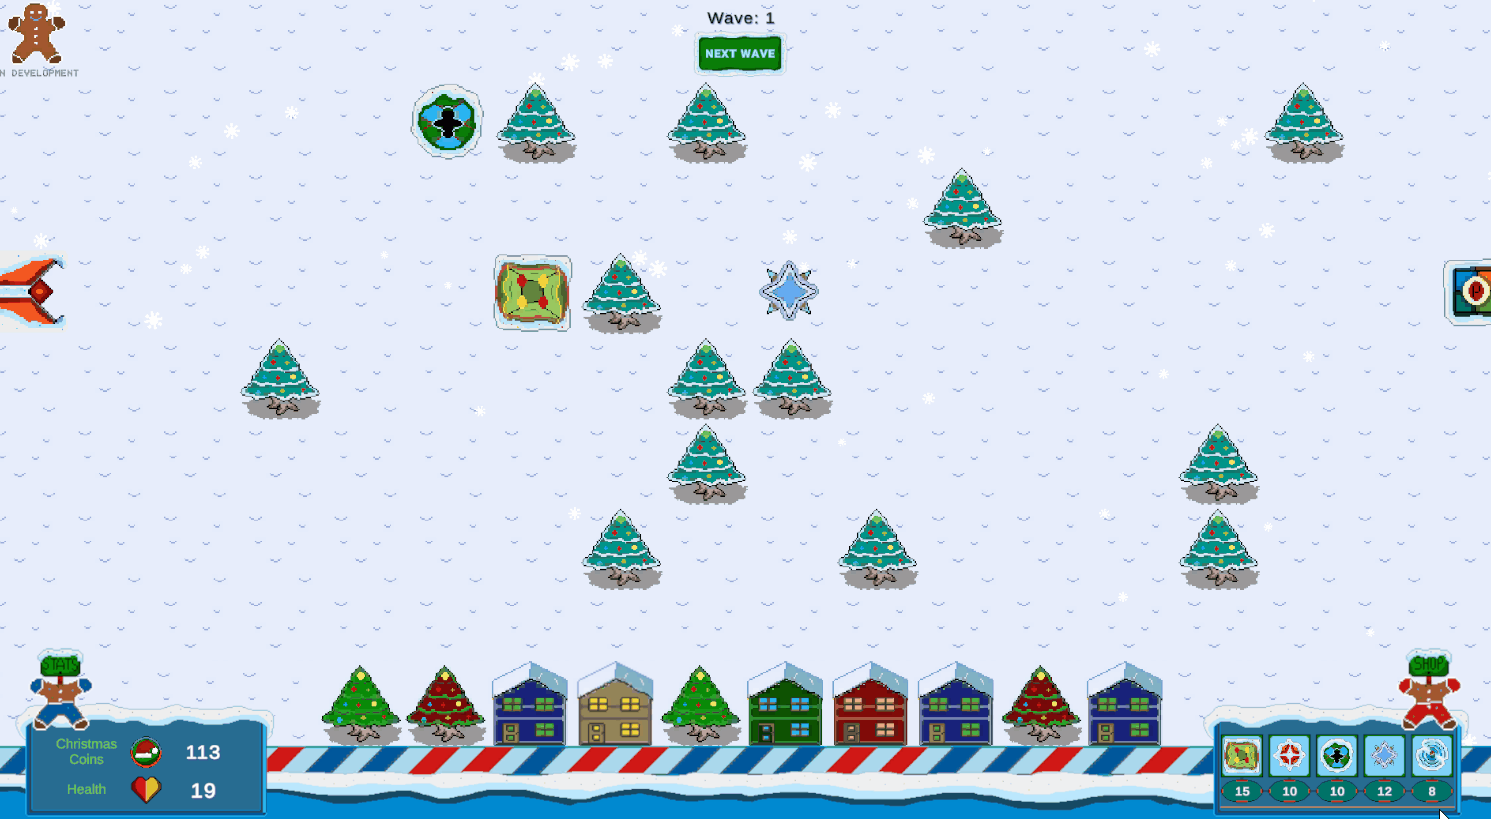 Wave: 1
NEXT WAVE
N DEVELOPMENT
STATS
SHOP
Christmas
Coins
113
Health
19
15
10
10
12
8